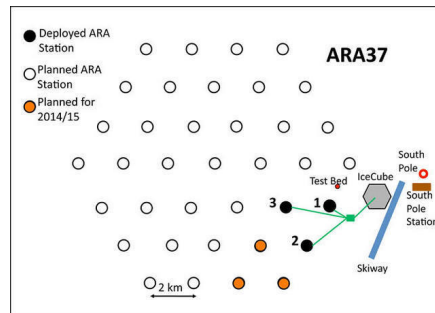 Deployed ARA
Station
Planned ARA
Station
Planned for
2014/15
ARA37
South
Pole
IceCube
Test Bed
South
Pole
Station
3
1
2
Skiway
2 km